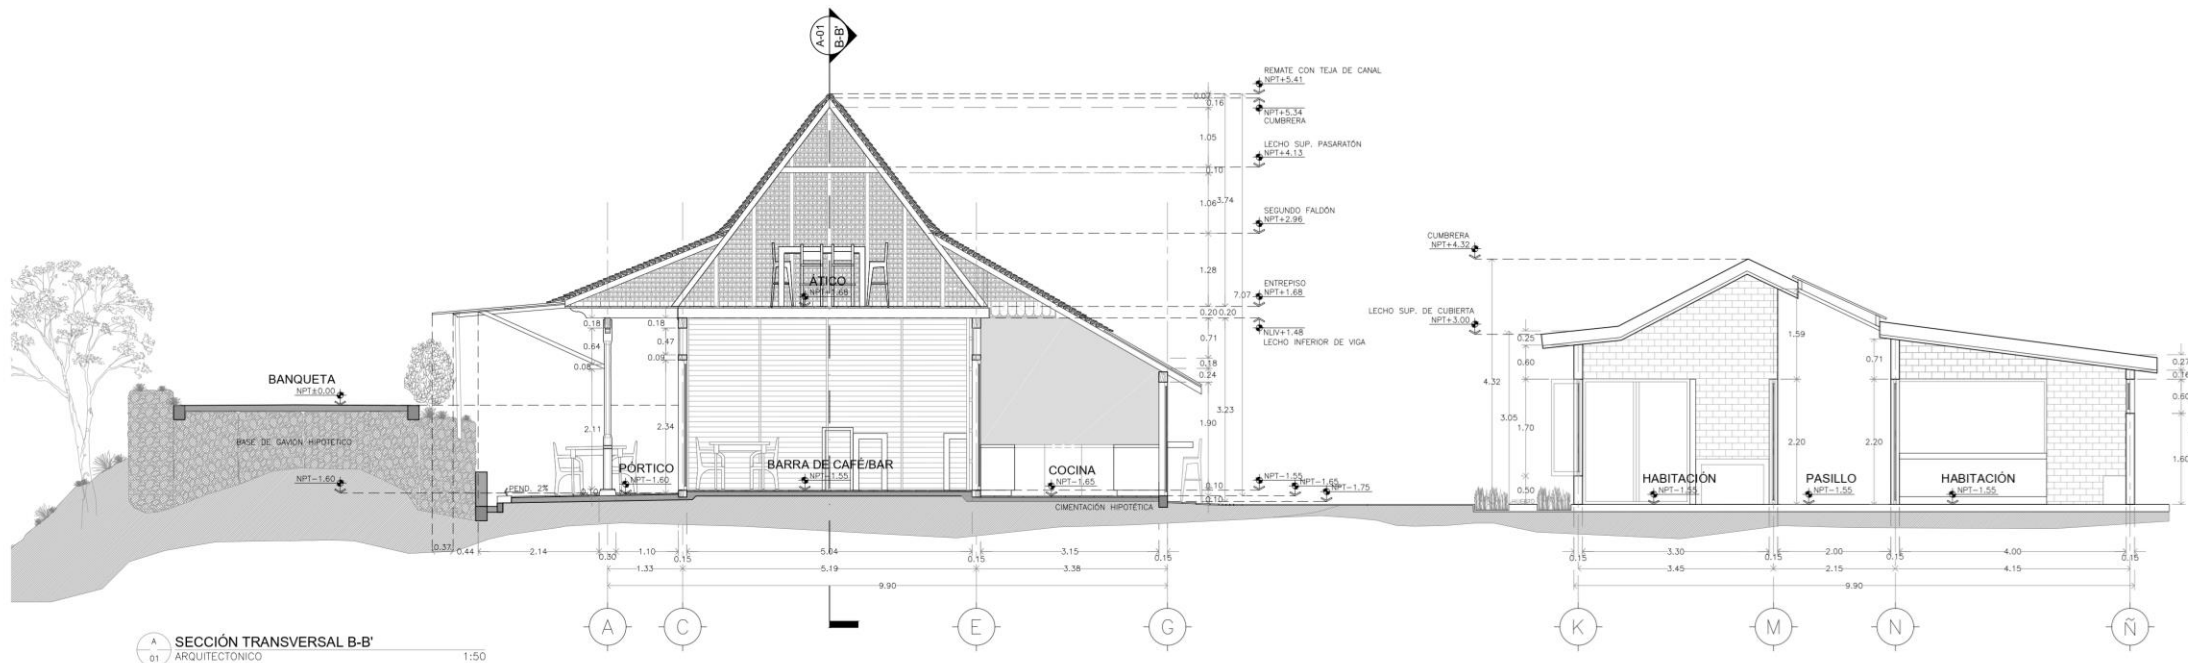 A-01
B-B'
REMATE CON TEJA DE CANAL
NPT+5.41
NPT+5.34
CUMBRERA
LECHO SUP. PASARATÓN
NPT+4.13
SEGUNDO FALDÓN
NPT+2.96
ENTREPISO
NPT+1.68
NLIV+1.48
LECHO INFERIOR DE VIGA
0.07
0.16
1.05
0.10
1.06
3.74
1.28
7.07
0.20
0.20
0.71
0.18
0.24
3.23
1.90
0.10
0.10
NPT-1.55
NPT-1.65
NPT-1.75
CUMBRERA
NPT+4.32
LECHO SUP. DE CUBIERTA
NPT+3.00
ÁTICO
NPT+1.68
BANQUETA
NPT±0.00
BASE DE GAVIÓN HIPOTÉTICO
NPT-1.60
PEND. 2%
0.18
0.64
0.08
2.11
0.18
0.47
0.09
2.34
PÓRTICO
NPT-1.60
BARRA DE CAFÉ/BAR
NPT-1.55
COCINA
NPT-1.65
CIMENTACIÓN HIPOTÉTICA
4.32
3.05
0.25
0.60
1.70
0.50
1.59
2.20
0.71
2.20
0.27
0.16
0.60
1.60
HABITACIÓN
NPT-1.55
PASILLO
NPT-1.55
HABITACIÓN
NPT-1.55
0.37
0.44
2.14
0.30
1.10
0.15
5.04
0.15
3.15
0.15
1.33
5.19
3.38
9.90
0.15
3.30
0.15
2.00
0.15
4.00
0.15
3.45
2.15
4.15
9.90
A
C
E
G
K
M
N
Ñ
A
01
SECCIÓN TRANSVERSAL B-B'
ARQUITECTONICO
1:50